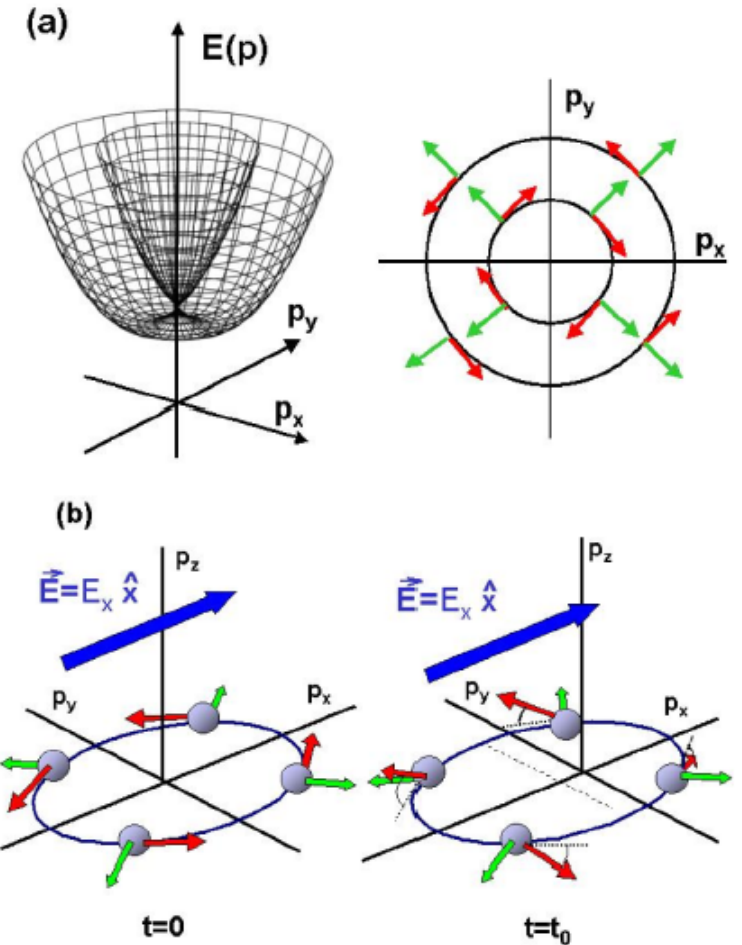 (a)
E(p)
p_y
p_x
p_y
p_x
(b)
p_z
E⃗=E_x x̂
p_y
p_x
t=0
p_z
E⃗=E_x x̂
p_y
p_x
t=t_0